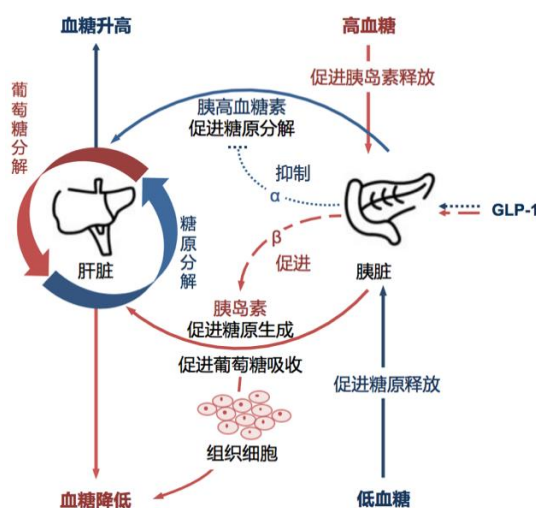 血糖升高
高血糖
促进胰岛素释放
葡萄糖分解
胰高血糖素
促进糖原分解
抑制
α
GLP-1
糖原分解
肝脏
β
促进
胰脏
胰岛素
促进糖原生成
促进葡萄糖吸收
促进糖原释放
组织细胞
血糖降低
低血糖